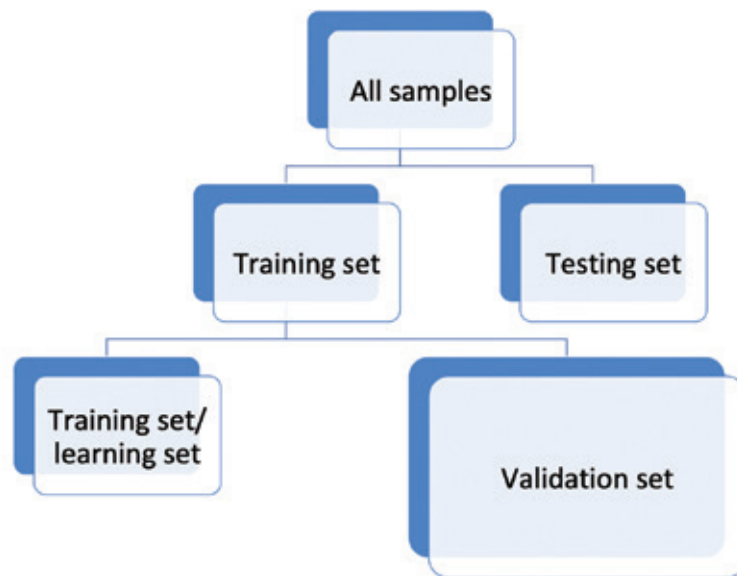 All samples
Training set
Testing set
Training set/
learning set
Validation set